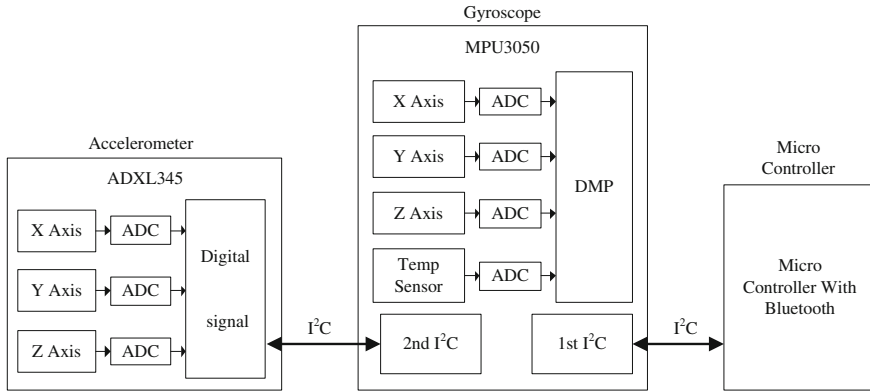 Gyroscope
MPU3050
X Axis
ADC
Y Axis
ADC
Z Axis
ADC
Temp
Sensor
ADC
DMP
2nd I²C
1st I²C
Accelerometer
ADXL345
X Axis
ADC
Y Axis
ADC
Z Axis
ADC
Digital
signal
I²C
I²C
Micro
Controller
Micro
Controller With
Bluetooth